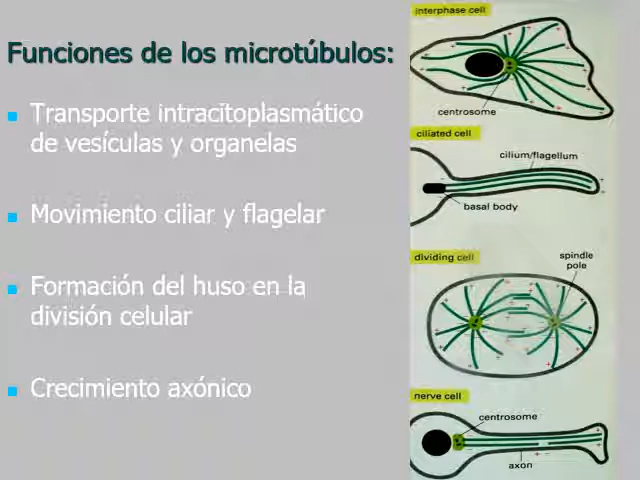 Funciones de los microtúbulos:
Transporte intracitoplasmático
de vesículas y organelas
Movimiento ciliar y flagelar
Formación del huso en la
división celular
Crecimiento axónico
interphase cell
centrosome
ciliated cell
cilium/flagellum
basal body
dividing cell
spindle
pole
nerve cell
centrosome
axon